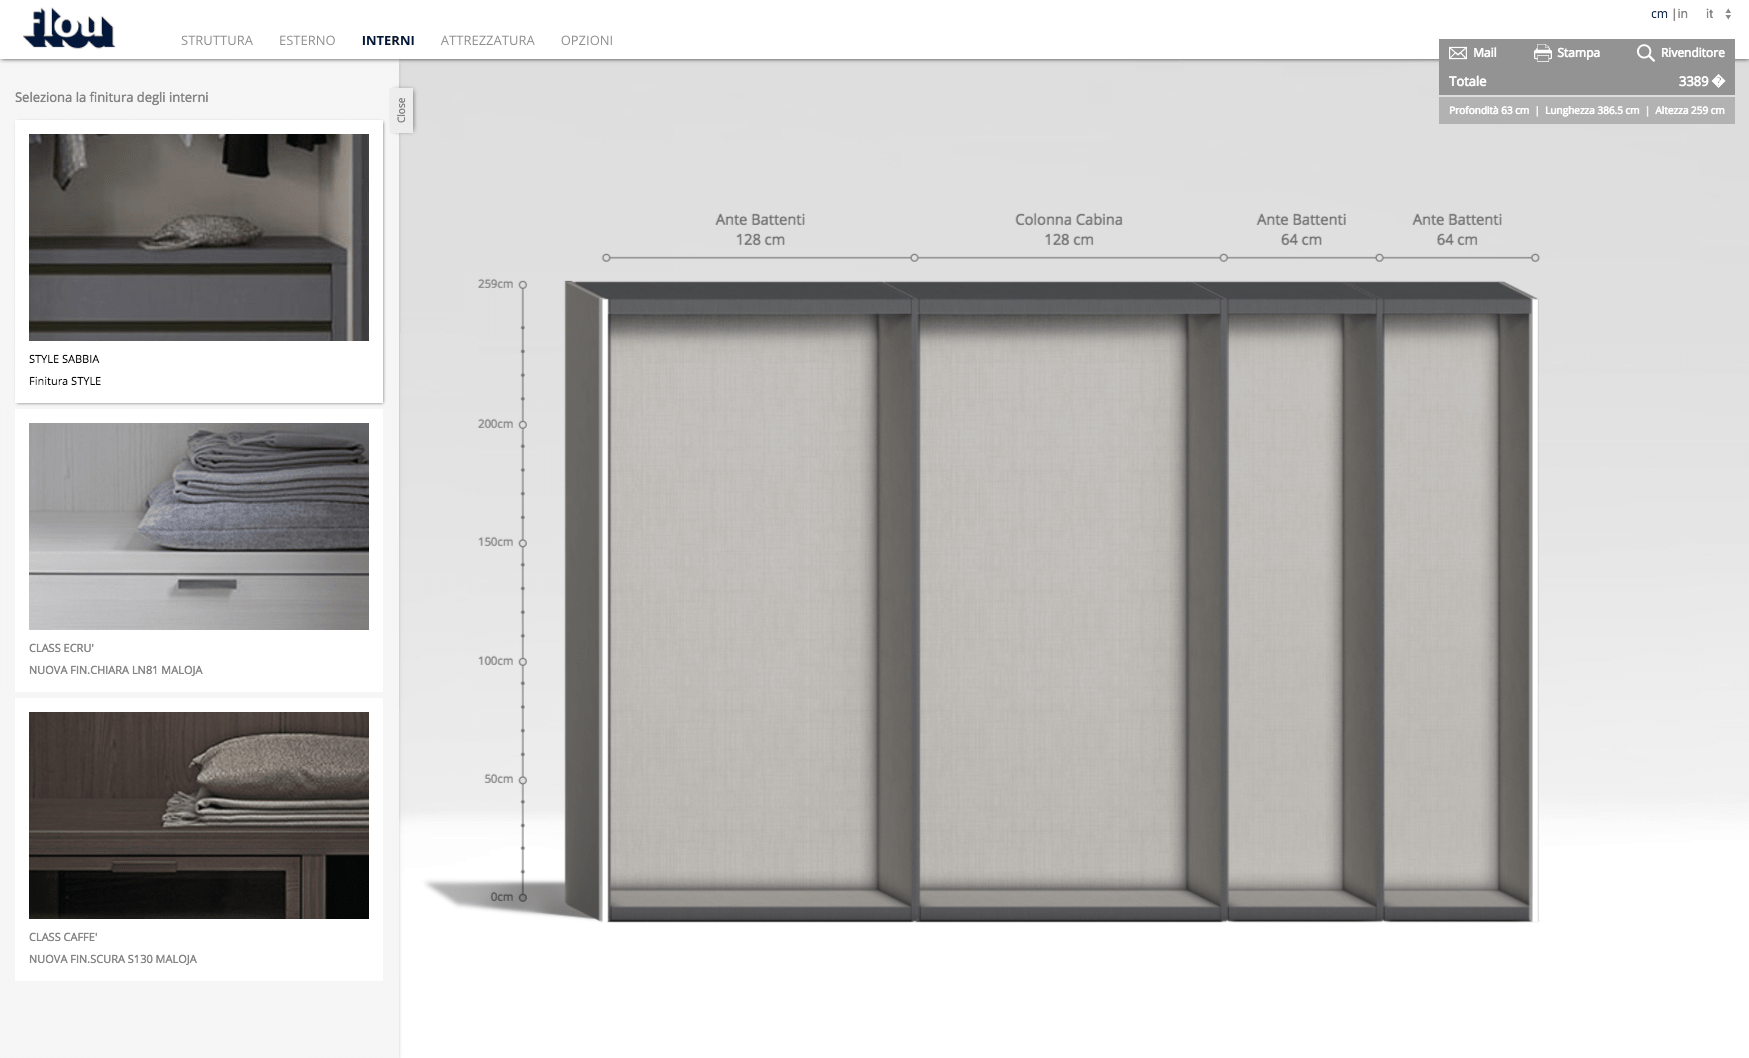 flou
STRUTTURA ESTERNO INTERNI ATTREZZATURA OPZIONI
cm | in it
Mail Stampa Rivenditore
Totale 3389 �
Profondità 63 cm | Lunghezza 386.5 cm | Altezza 259 cm
Seleziona la finitura degli interni
Close
STYLE SABBIA
Finitura STYLE
CLASS ECRU'
NUOVA FIN.CHIARA LN81 MALOJA
CLASS CAFFE'
NUOVA FIN.SCURA S130 MALOJA
Ante Battenti
128 cm
Colonna Cabina
128 cm
Ante Battenti
64 cm
Ante Battenti
64 cm
259cm
200cm
150cm
100cm
50cm
0cm